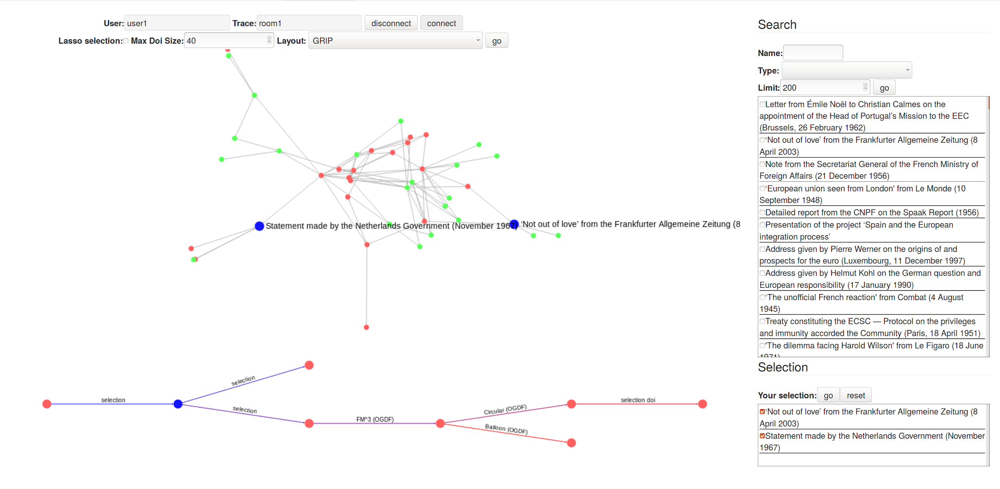 User: user1 Trace: room1 disconnect connect
Lasso selection: Max Doi Size: 40 Layout: GRIP go
Statement made by the Netherlands Government (November 1967)
‘Not out of love’ from the Frankfurter Allgemeine Zeitung (8
selection
selection
selection
FM^3 (OGDF)
Circular (OGDF)
Balloon (OGDF)
selection doi
Search
Name:
Type:
Limit: 200 go
Letter from Émile Noël to Christian Calmes on the
appointment of the Head of Portugal’s Mission to the EEC
(Brussels, 26 February 1962)
‘Not out of love’ from the Frankfurter Allgemeine Zeitung (8
April 2003)
Note from the Secretariat General of the French Ministry of
Foreign Affairs (21 December 1956)
‘European union seen from London' from Le Monde (10
September 1948)
Detailed report from the CNPF on the Spaak Report (1956)
Presentation of the project ‘Spain and the European
integration process’
Address given by Pierre Werner on the origins of and
prospects for the euro (Luxembourg, 11 December 1997)
Address given by Helmut Kohl on the German question and
European responsibility (17 January 1990)
‘The unofficial French reaction' from Combat (4 August
1945)
Treaty constituting the ECSC — Protocol on the privileges
and immunity accorded the Community (Paris, 18 April 1951)
'The dilemma facing Harold Wilson' from Le Figaro (18 June
1971)
Selection
Your selection: go reset
‘Not out of love’ from the Frankfurter Allgemeine Zeitung (8
April 2003)
Statement made by the Netherlands Government (November
1967)